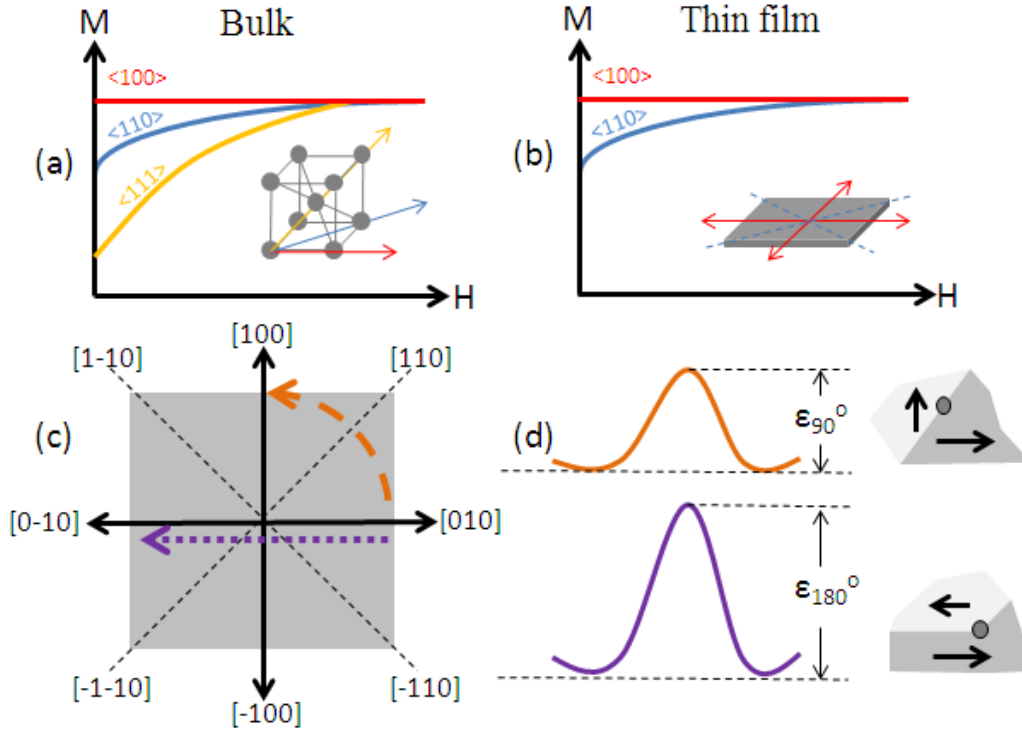 Bulk
Thin film
M
<100>
<110>
<111>
(a)
H
M
<100>
<110>
(b)
H
[100]
[1-10]
[110]
(c)
[0-10]
[010]
[-1-10]
[-110]
[-100]
(d)
ε90°
ε180°